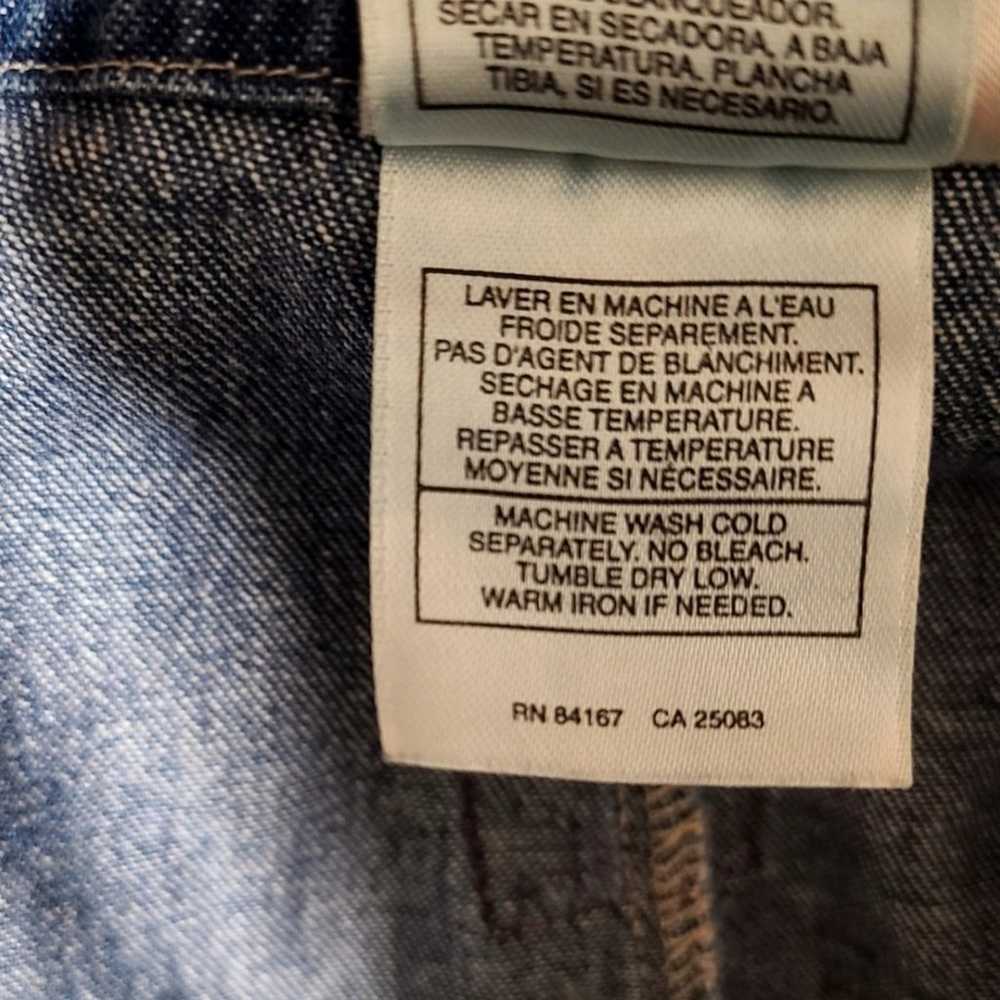 BLANQUEADOR.
SECAR EN SECADORA, A BAJA
TEMPERATURA. PLANCHA
TIBIA, SI ES NECESARIO.
LAVER EN MACHINE A L'EAU
FROIDE SEPAREMENT.
PAS D'AGENT DE BLANCHIMENT.
SECHAGE EN MACHINE A
BASSE TEMPERATURE.
REPASSER A TEMPERATURE
MOYENNE SI NÉCESSAIRE.
MACHINE WASH COLD
SEPARATELY. NO BLEACH.
TUMBLE DRY LOW.
WARM IRON IF NEEDED.
RN 84167 CA 25083